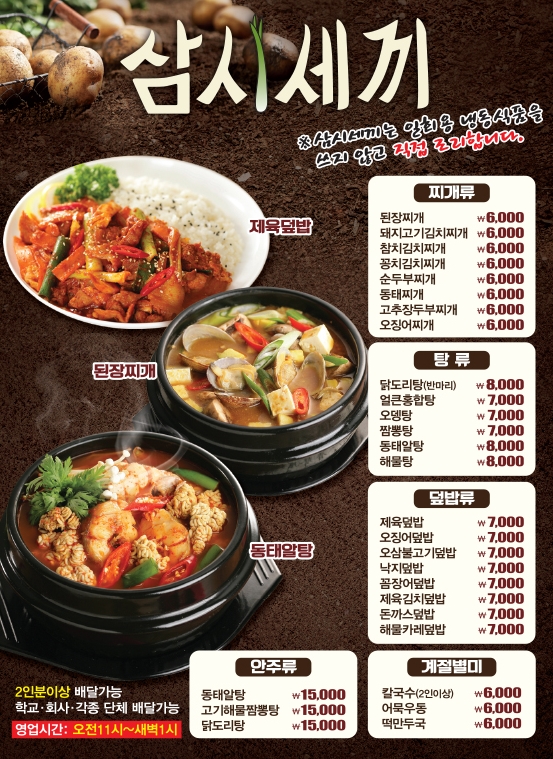 삼시세끼
※삼시세끼는 일회용 냉동식품을
쓰지 않고 직접 조리합니다.
제육덮밥
된장찌개
동태알탕
찌개류
된장찌개 ₩6,000
돼지고기김치찌개 ₩6,000
참치김치찌개 ₩6,000
꽁치김치찌개 ₩6,000
순두부찌개 ₩6,000
동태찌개 ₩6,000
고추장두부찌개 ₩6,000
오징어찌개 ₩6,000
탕 류
닭도리탕(반마리) ₩8,000
얼큰홍합탕 ₩7,000
오뎅탕 ₩7,000
짬뽕탕 ₩7,000
동태알탕 ₩8,000
해물탕 ₩8,000
덮밥류
제육덮밥 ₩7,000
오징어덮밥 ₩7,000
오삼불고기덮밥 ₩7,000
낙지덮밥 ₩7,000
꼼장어덮밥 ₩7,000
제육김치덮밥 ₩7,000
돈까스덮밥 ₩7,000
해물카레덮밥 ₩7,000
안주류
동태알탕 ₩15,000
고기해물짬뽕탕 ₩15,000
닭도리탕 ₩15,000
계절별미
칼국수(2인이상) ₩6,000
어묵우동 ₩6,000
떡만두국 ₩6,000
2인분이상 배달가능
학교·회사·각종 단체 배달가능
영업시간: 오전11시~새벽1시